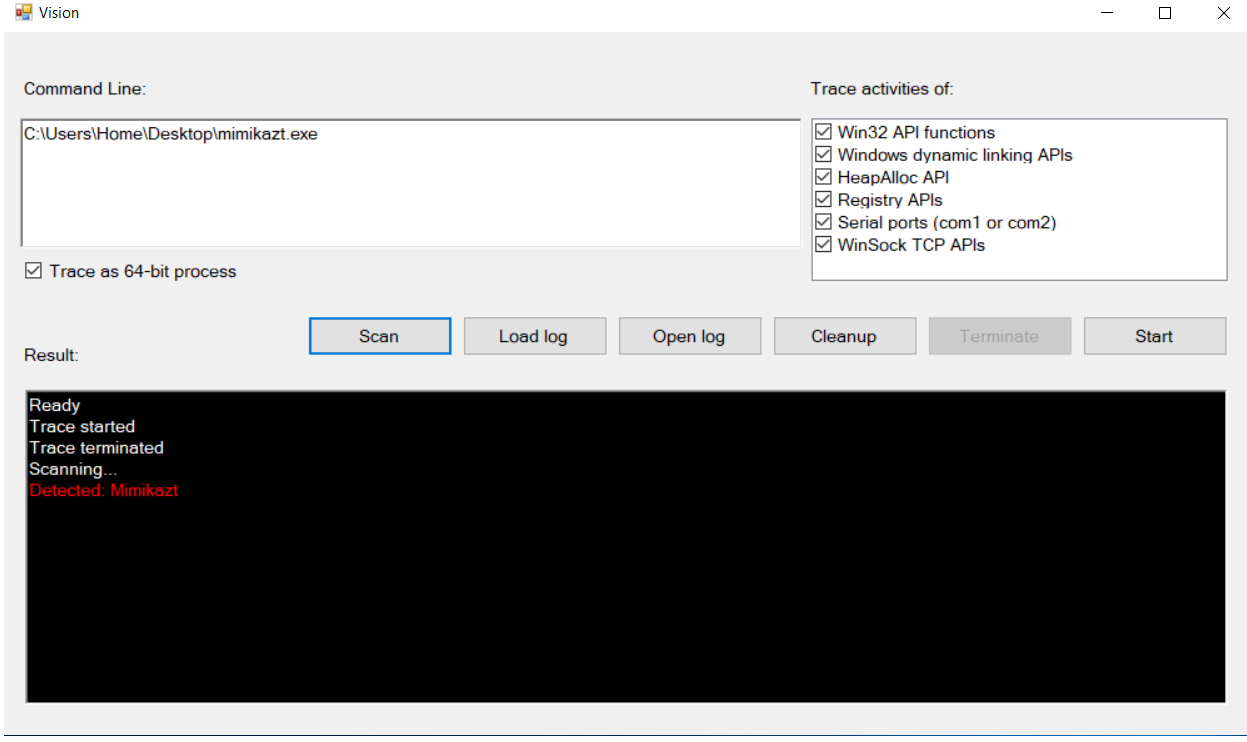 Vision
Command Line:
Trace activities of:
C:\Users\Home\Desktop\mimikazt.exe
Win32 API functions
Windows dynamic linking APIs
HeapAlloc API
Registry APIs
Serial ports (com1 or com2)
WinSock TCP APIs
Trace as 64-bit process
Scan Load log Open log Cleanup Terminate Start
Result:
Ready
Trace started
Trace terminated
Scanning...
Detected: Mimikazt